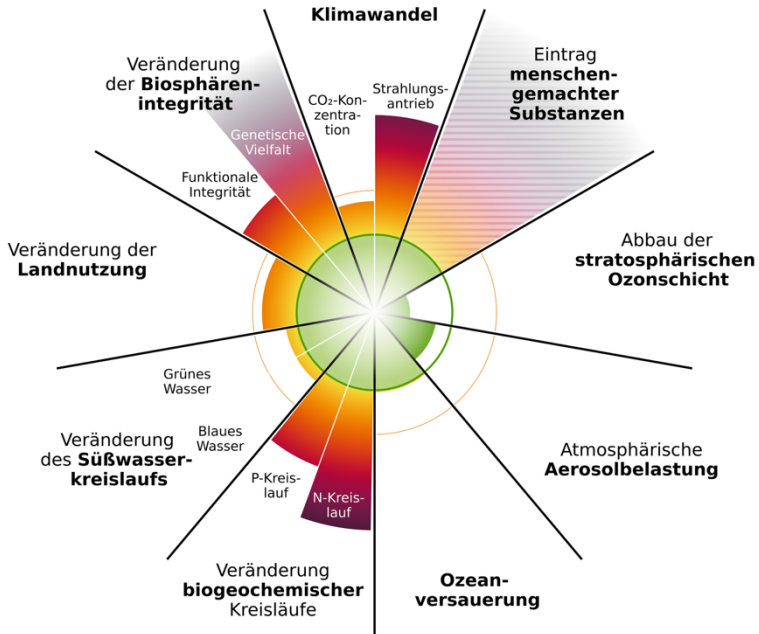 Klimawandel
Eintrag
menschen-
gemachter
Substanzen
Veränderung
der Biosphären-
integrität
CO₂-Kon-
zentra-
tion
Strahlungs-
antrieb
Genetische
Vielfalt
Funktionale
Integrität
Veränderung der
Landnutzung
Abbau der
stratosphärischen
Ozonschicht
Grünes
Wasser
Blaues
Wasser
Veränderung
des Süßwasser-
kreislaufs
Atmosphärische
Aerosolbelastung
P-Kreis-
lauf
N-Kreis-
lauf
Veränderung
biogeochemischer
Kreisläufe
Ozean-
versauerung